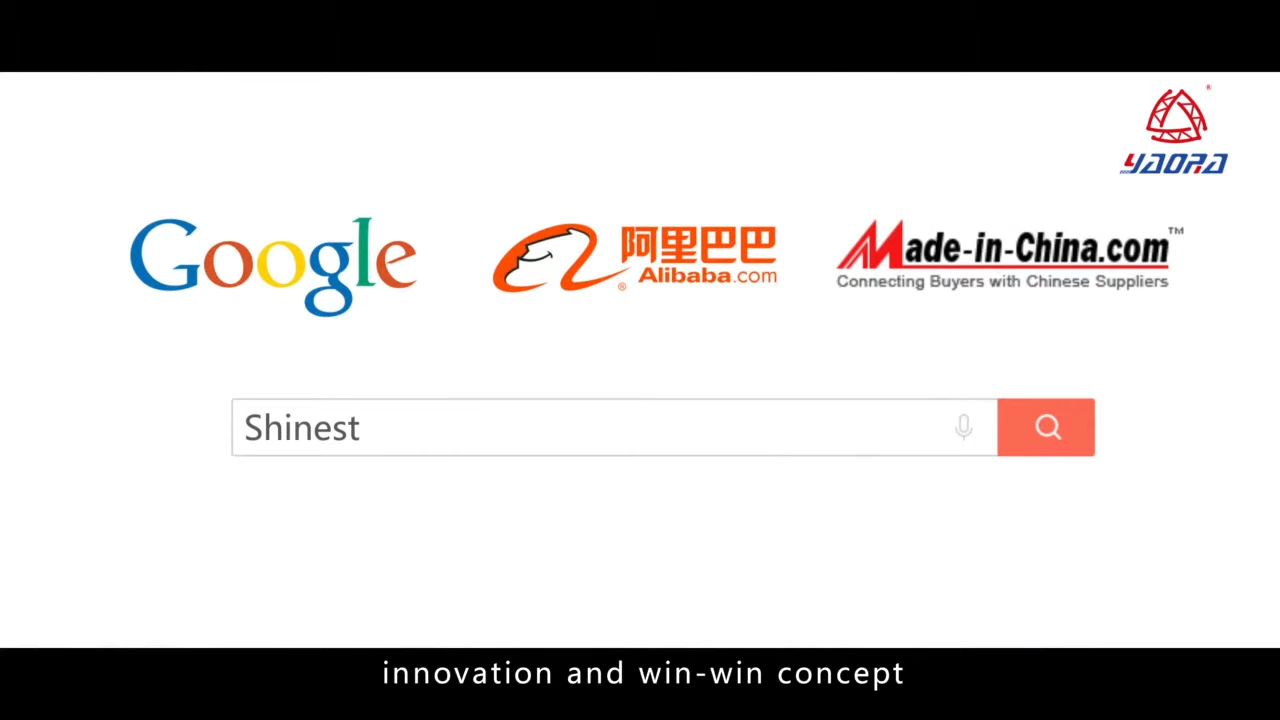 ®
YAORA
Google
阿里巴巴
Alibaba.com
®
Made-in-China.com™
Connecting Buyers with Chinese Suppliers
Shinest
innovation and win-win concept